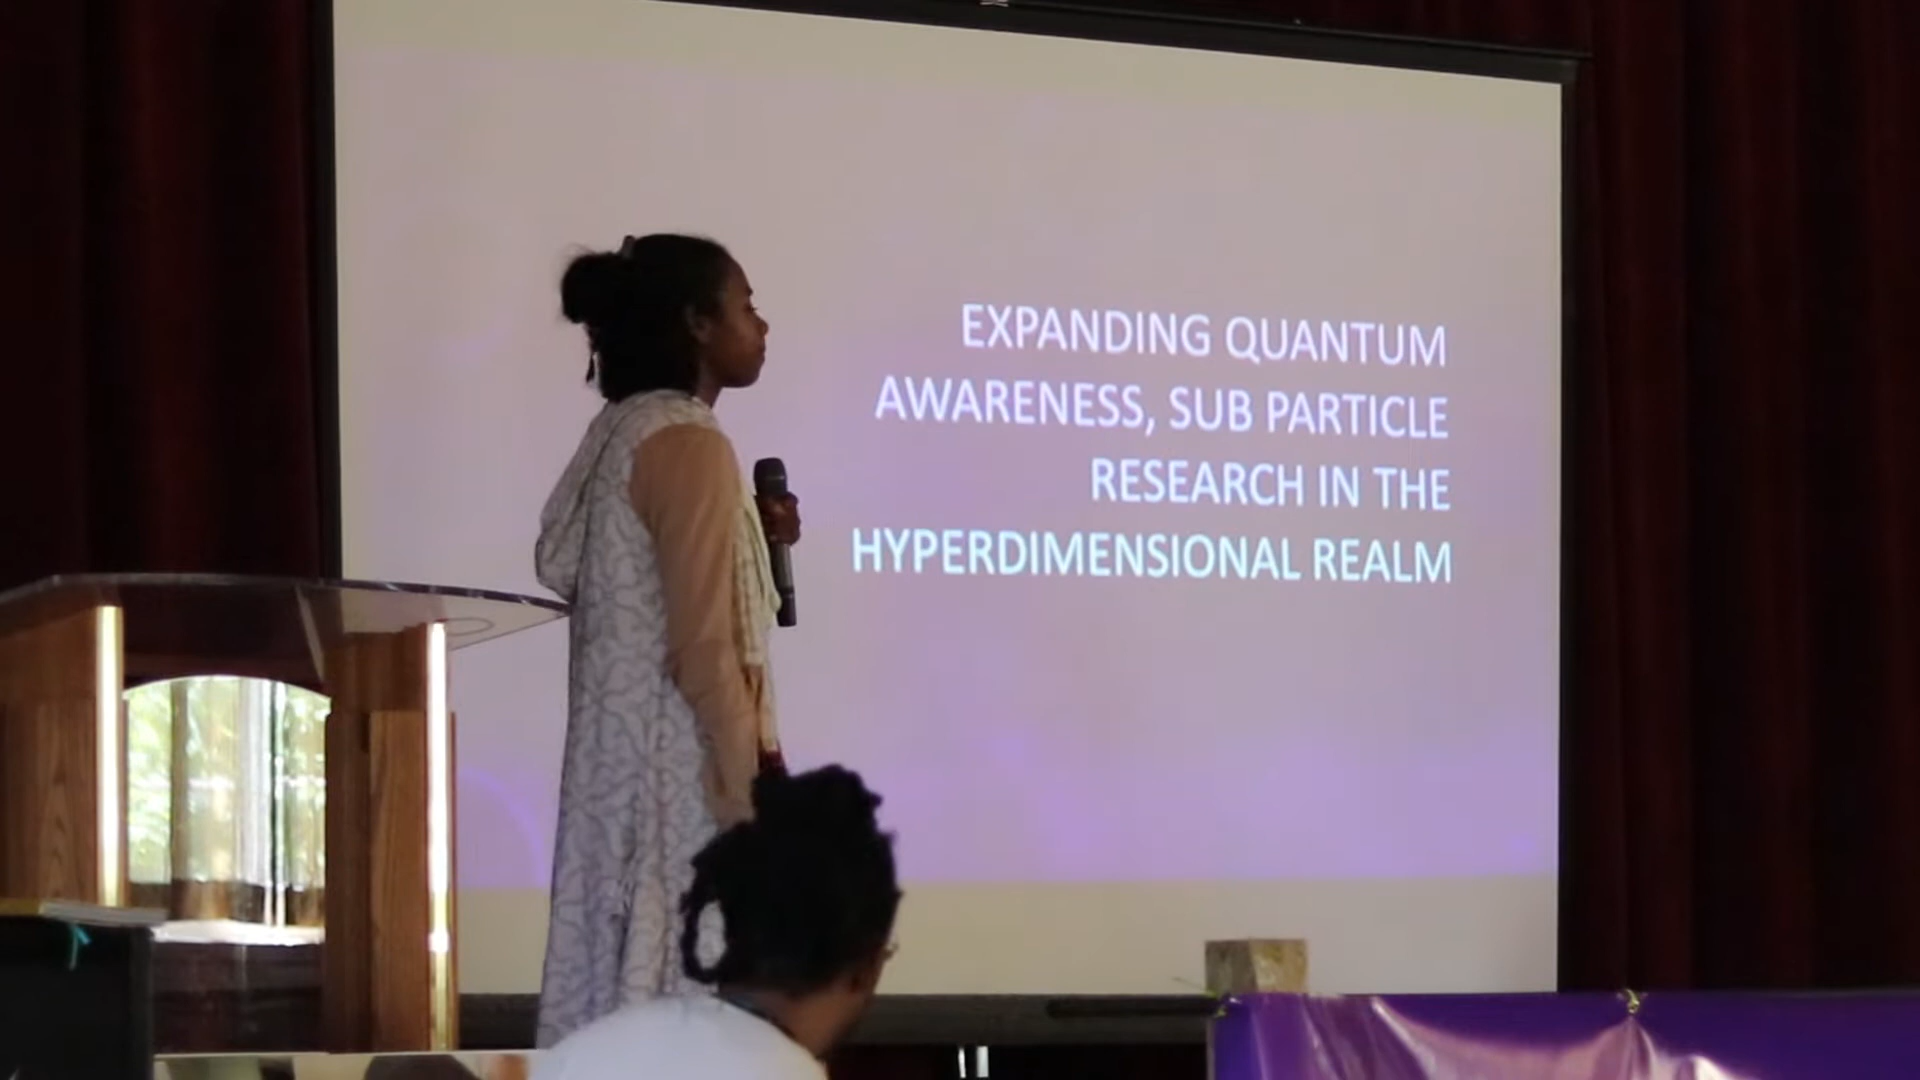 EXPANDING QUANTUM
AWARENESS, SUB PARTICLE
RESEARCH IN THE
HYPERDIMENSIONAL REALM